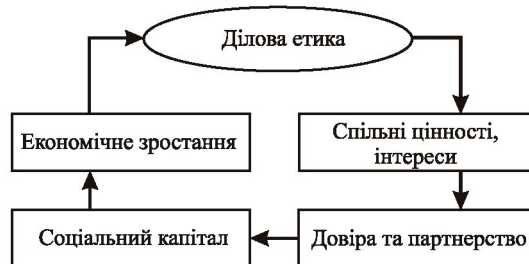 Ділова етика
Економічне зростання
Спільні цінності,
інтереси
Соціальний капітал
Довіра та партнерство